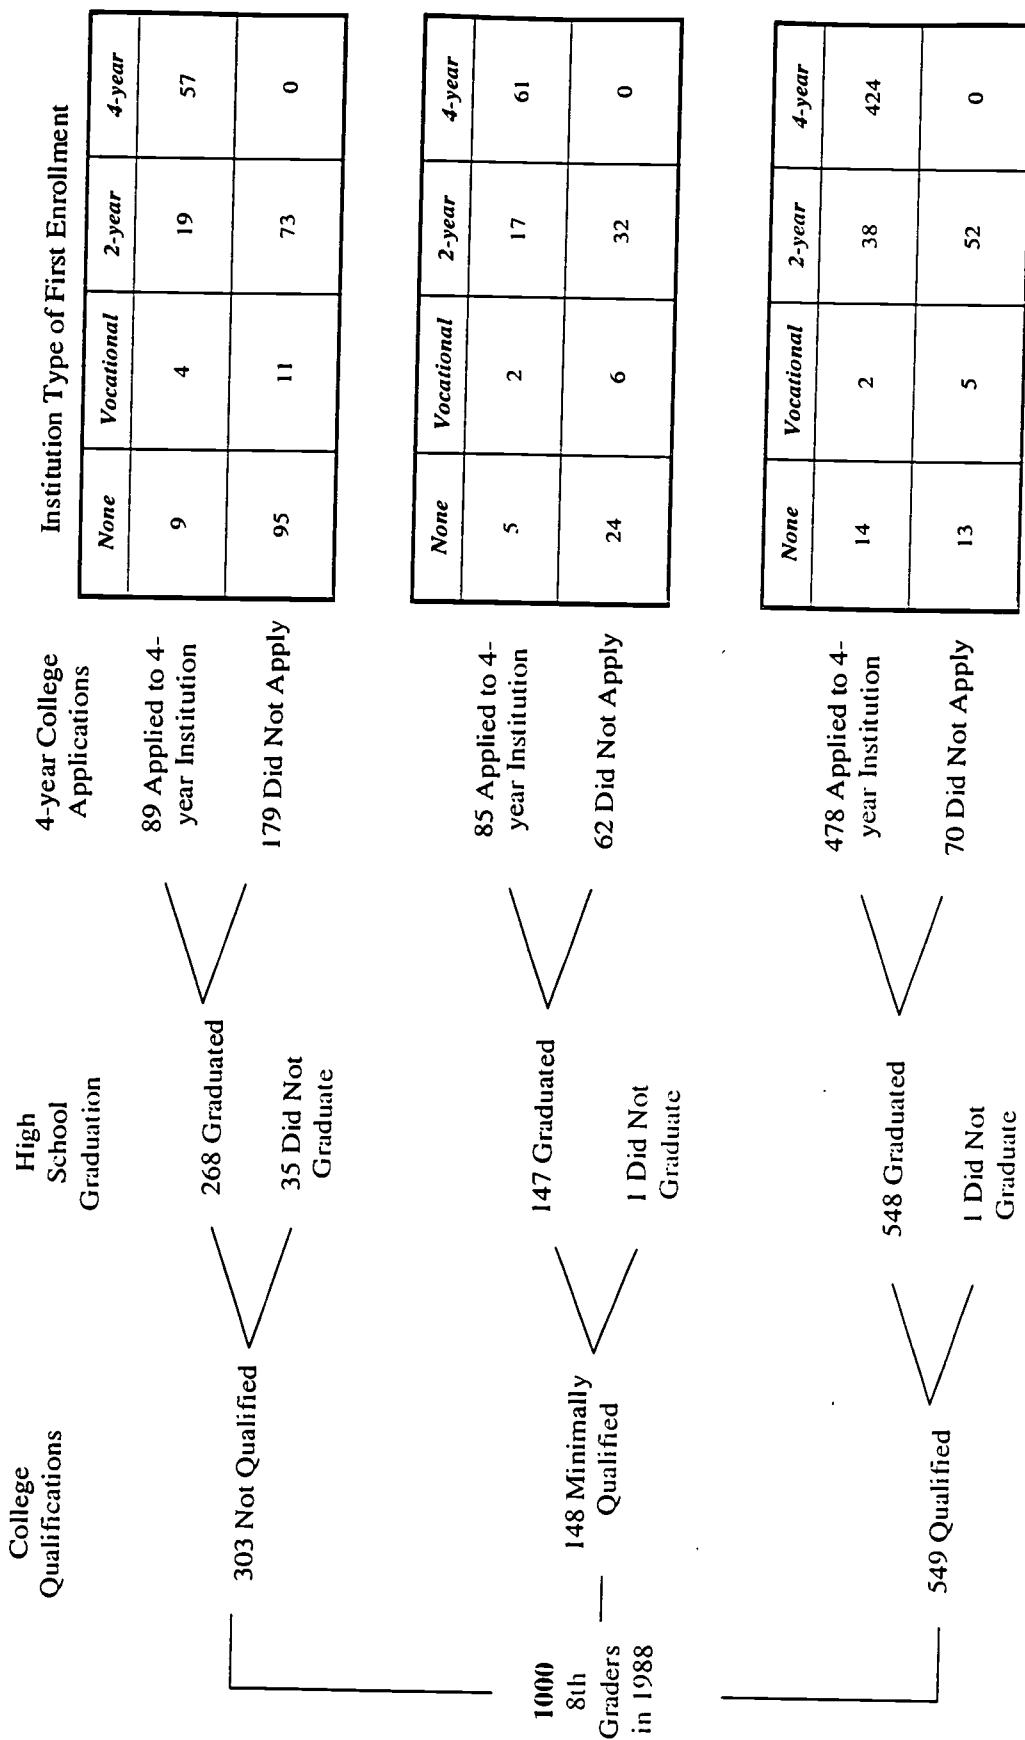 College
Qualifications
High
School
Graduation
4-year College
Applications
Institution Type of First Enrollment
1000
8th
Graders
in 1988
303 Not Qualified
268 Graduated
35 Did Not
Graduate
89 Applied to 4-
year Institution
179 Did Not Apply
None Vocational 2-year 4-year
9 4 19 57
95 11 73 0
148 Minimally
Qualified
147 Graduated
1 Did Not
Graduate
85 Applied to 4-
year Institution
62 Did Not Apply
None Vocational 2-year 4-year
5 2 17 61
24 6 32 0
549 Qualified
548 Graduated
1 Did Not
Graduate
478 Applied to 4-
year Institution
70 Did Not Apply
None Vocational 2-year 4-year
14 2 38 424
13 5 52 0